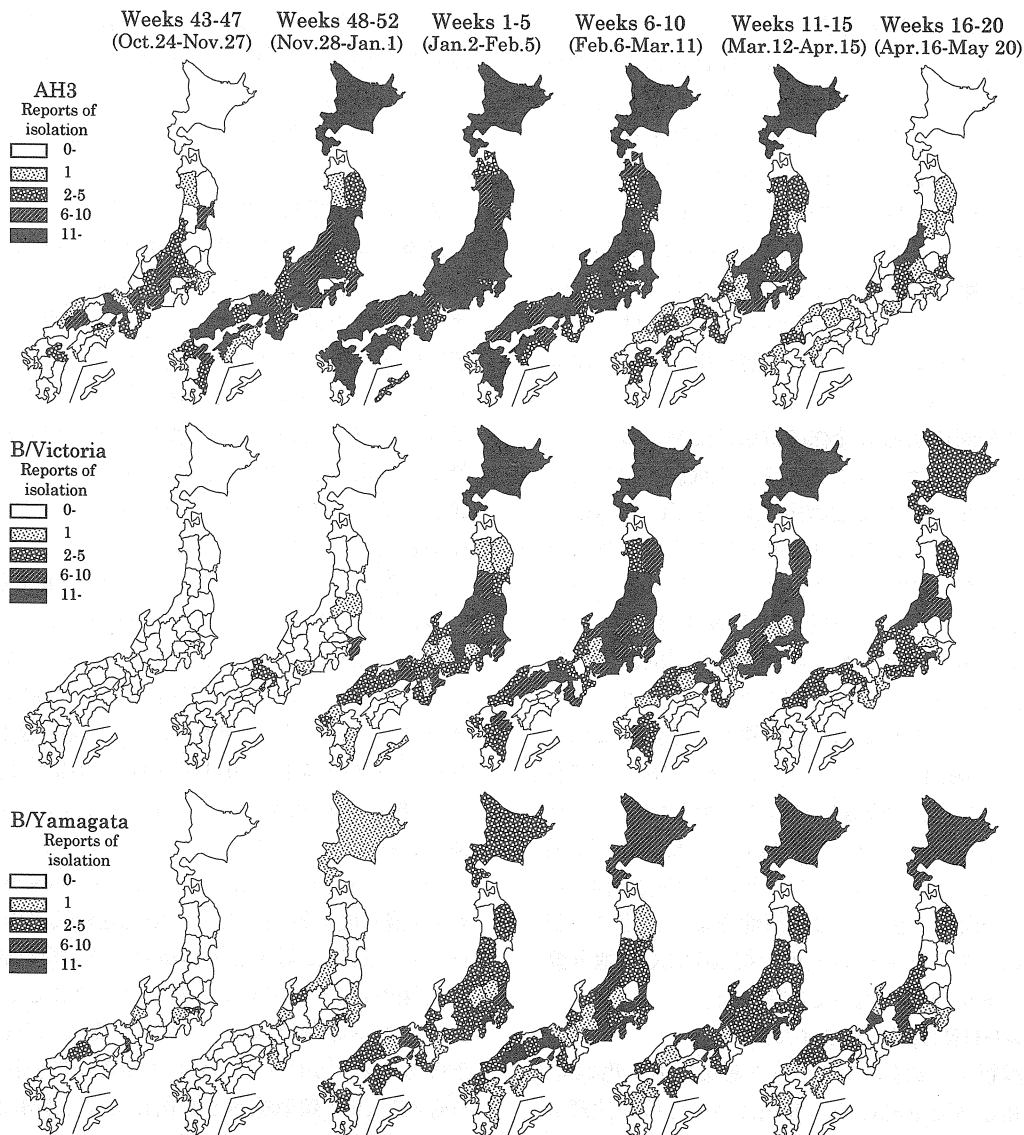 Weeks 43-47 Weeks 48-52 Weeks 1-5 Weeks 6-10 Weeks 11-15 Weeks 16-20
(Oct.24-Nov.27) (Nov.28-Jan.1) (Jan.2-Feb.5) (Feb.6-Mar.11) (Mar.12-Apr.15) (Apr.16-May 20)
AH3
Reports of
isolation
0-
1
2-5
6-10
11-
B/Victoria
Reports of
isolation
0-
1
2-5
6-10
11-
B/Yamagata
Reports of
isolation
0-
1
2-5
6-10
11-